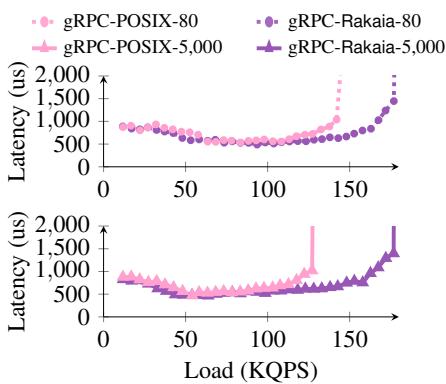 gRPC-POSIX-80 gRPC-Rakaia-80
gRPC-POSIX-5,000 gRPC-Rakaia-5,000
Latency (us)
2,000
1,500
1,000
500
0
0 50 100 150
Latency (us)
2,000
1,500
1,000
500
0
0 50 100 150
Load (KQPS)